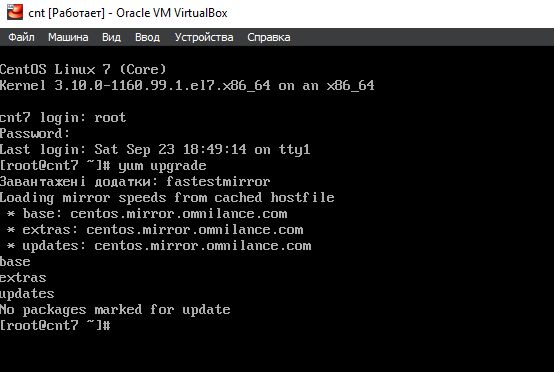 cnt [Работает] - Oracle VM VirtualBox
Файл Машина Вид Ввод Устройства Справка
CentOS Linux 7 (Core)
Kernel 3.10.0-1160.99.1.el7.x86_64 on an x86_64
cnt7 login: root
Password:
Last login: Sat Sep 23 18:49:14 on tty1
[root@cnt7 ~]# yum upgrade
Завантажені додатки: fastestmirror
Loading mirror speeds from cached hostfile
* base: centos.mirror.omnilance.com
* extras: centos.mirror.omnilance.com
* updates: centos.mirror.omnilance.com
base
extras
updates
No packages marked for update
[root@cnt7 ~]#